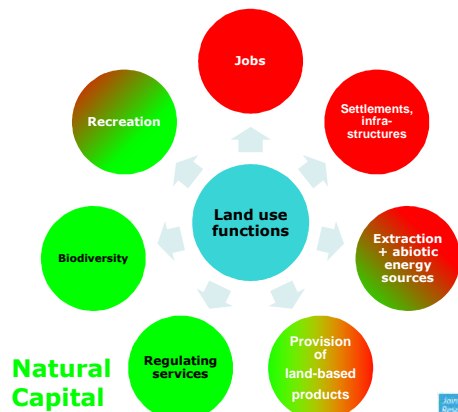 Jobs
Settlements,
infra-
structures
Recreation
Land use
functions
Extraction
+ abiotic
energy
sources
Biodiversity
Provision
of
land-based
products
Regulating
services
Natural
Capital